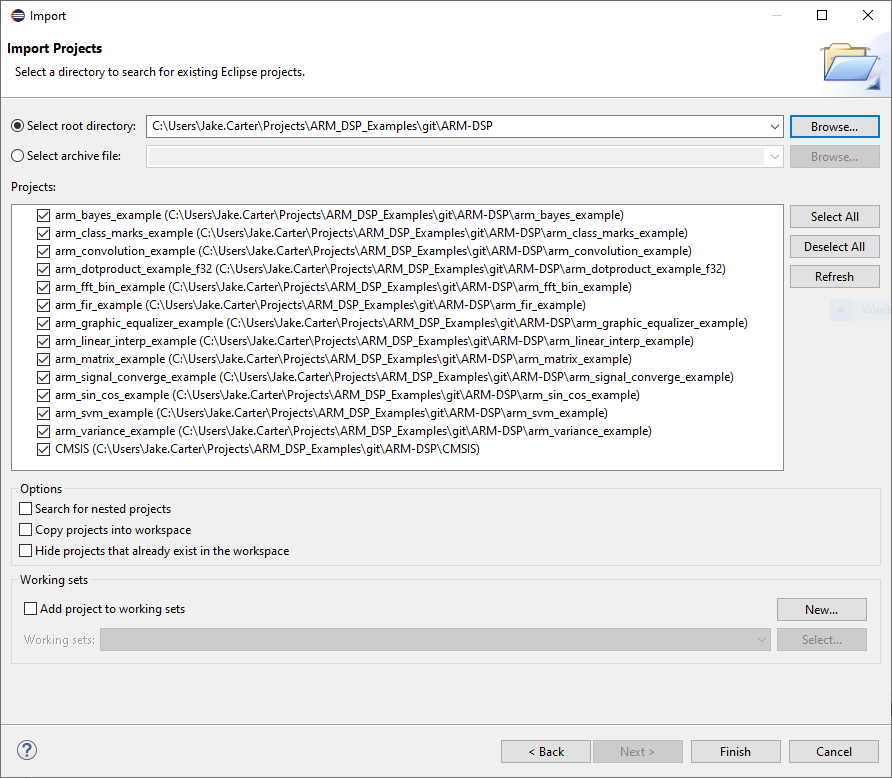 Import
Import Projects
Select a directory to search for existing Eclipse projects.
Select root directory: C:\Users\Jake.Carter\Projects\ARM_DSP_Examples\git\ARM-DSP Browse...
Select archive file: Browse...
Projects:
arm_bayes_example (C:\Users\Jake.Carter\Projects\ARM_DSP_Examples\git\ARM-DSP\arm_bayes_example)
arm_class_marks_example (C:\Users\Jake.Carter\Projects\ARM_DSP_Examples\git\ARM-DSP\arm_class_marks_example)
arm_convolution_example (C:\Users\Jake.Carter\Projects\ARM_DSP_Examples\git\ARM-DSP\arm_convolution_example)
arm_dotproduct_example_f32 (C:\Users\Jake.Carter\Projects\ARM_DSP_Examples\git\ARM-DSP\arm_dotproduct_example_f32)
arm_fft_bin_example (C:\Users\Jake.Carter\Projects\ARM_DSP_Examples\git\ARM-DSP\arm_fft_bin_example)
arm_fir_example (C:\Users\Jake.Carter\Projects\ARM_DSP_Examples\git\ARM-DSP\arm_fir_example)
arm_graphic_equalizer_example (C:\Users\Jake.Carter\Projects\ARM_DSP_Examples\git\ARM-DSP\arm_graphic_equalizer_example)
arm_linear_interp_example (C:\Users\Jake.Carter\Projects\ARM_DSP_Examples\git\ARM-DSP\arm_linear_interp_example)
arm_matrix_example (C:\Users\Jake.Carter\Projects\ARM_DSP_Examples\git\ARM-DSP\arm_matrix_example)
arm_signal_converge_example (C:\Users\Jake.Carter\Projects\ARM_DSP_Examples\git\ARM-DSP\arm_signal_converge_example)
arm_sin_cos_example (C:\Users\Jake.Carter\Projects\ARM_DSP_Examples\git\ARM-DSP\arm_sin_cos_example)
arm_svm_example (C:\Users\Jake.Carter\Projects\ARM_DSP_Examples\git\ARM-DSP\arm_svm_example)
arm_variance_example (C:\Users\Jake.Carter\Projects\ARM_DSP_Examples\git\ARM-DSP\arm_variance_example)
CMSIS (C:\Users\Jake.Carter\Projects\ARM_DSP_Examples\git\ARM-DSP\CMSIS)
Select All
Deselect All
Refresh
Options
Search for nested projects
Copy projects into workspace
Hide projects that already exist in the workspace
Working sets
Add project to working sets New...
Working sets: Select...
? < Back Next > Finish Cancel